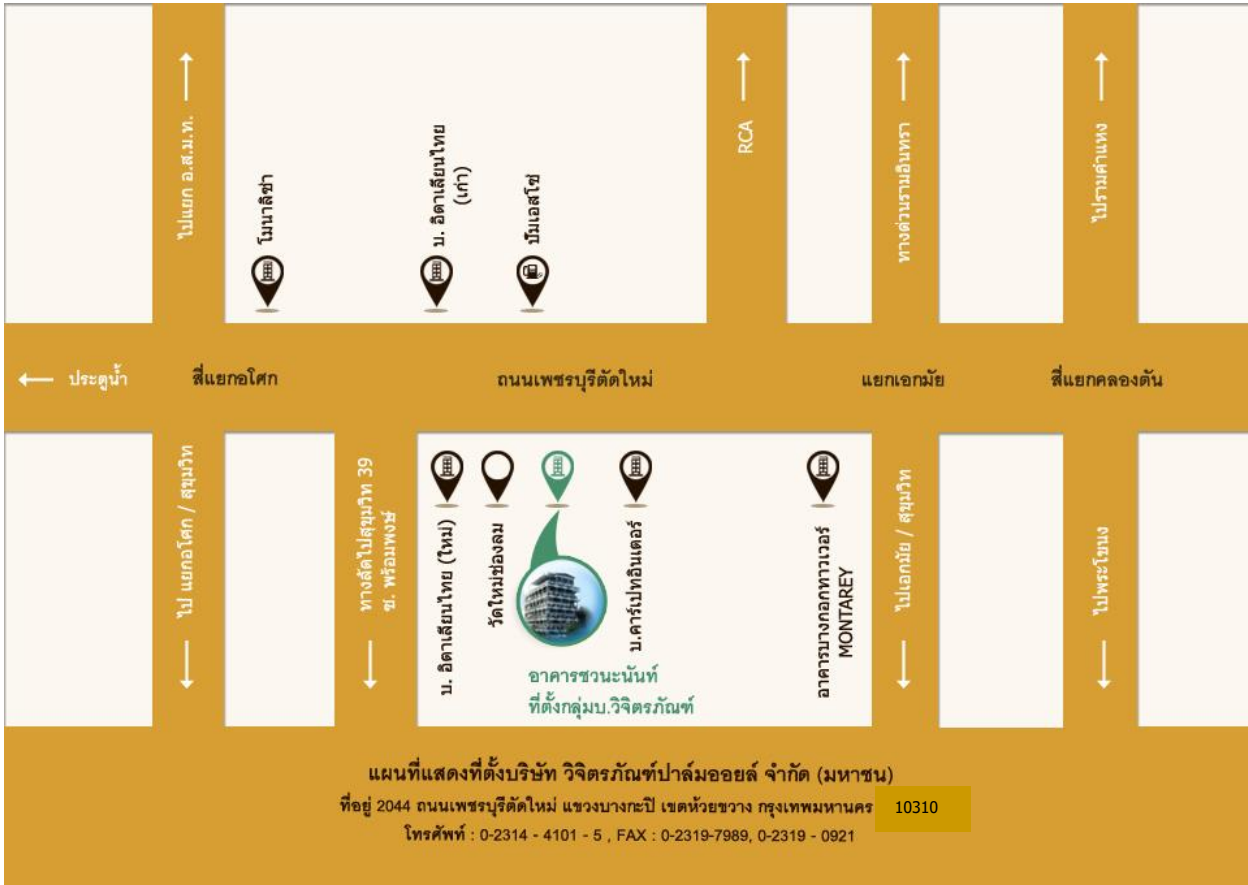 ไปแยก อ.ส.ม.ท.
โมนาลิซ่า
บ. อิตาเลียนไทย
(เก่า)
ปั๊มเอสโซ่
RCA
ทางด่วนรามอินทรา
ไปรามคำแหง
ประตูน้ำ
สี่แยกอโศก
ถนนเพชรบุรีตัดใหม่
แยกเอกมัย
สี่แยกคลองตัน
ไป แยกอโศก / สุขุมวิท
ทางลัดไปสุขุมวิท 39
ซ. พร้อมพงษ์
บ. อิตาเลียนไทย (ใหม่)
วัดใหม่ช่องลม
บ.คาร์เปทอินเตอร์
อาคารบางกอกทาวเวอร์
MONTAREY
ไปเอกมัย / สุขุมวิท
ไปพระโขนง
อาคารชวนะนันท์
ที่ตั้งกลุ่มบ.วิจิตรภัณฑ์
แผนที่แสดงที่ตั้งบริษัท วิจิตรภัณฑ์ปาล์มออยล์ จำกัด (มหาชน)
ที่อยู่ 2044 ถนนเพชรบุรีตัดใหม่ แขวงบางกะปิ เขตห้วยขวาง กรุงเทพมหานคร 10310
โทรศัพท์ : 0-2314 - 4101 - 5 , FAX : 0-2319-7989, 0-2319 - 0921